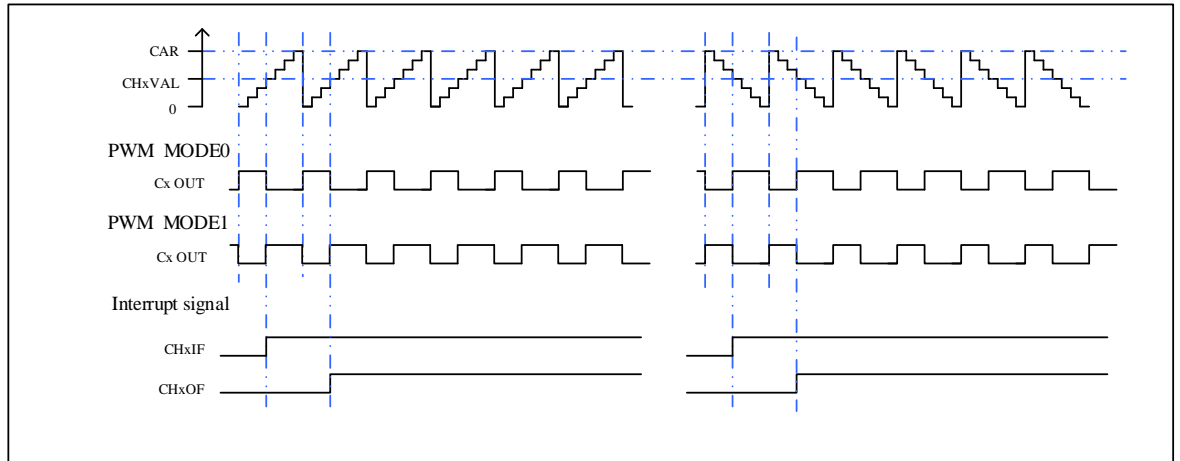 CAR
CHxVAL
0
PWM MODE0
Cx OUT
PWM MODE1
Cx OUT
Interrupt signal
CHxIF
CHxOF